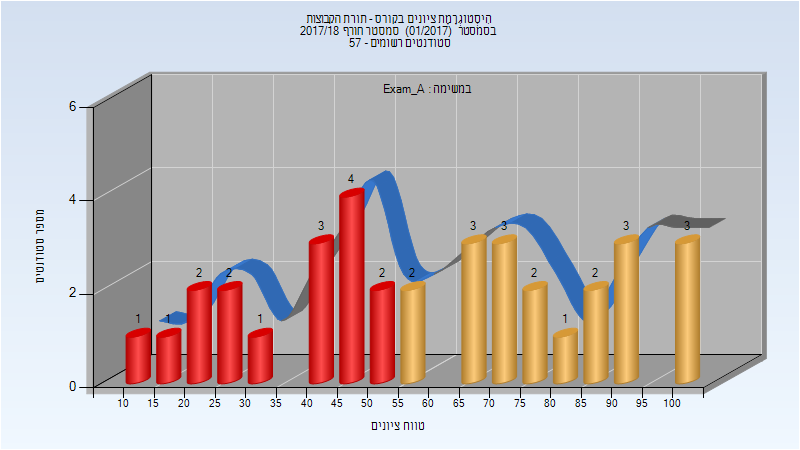 היסטוגרמת ציונים בקורס - תורת הקבוצות
בסמסטר (01/2017) סמסטר חורף 2017/18
סטודנטים רשומים - 57
במשימה : Exam_A
מספר סטודנטים
6
4
2
0
1 1 2 2 1 3 4 2 2 3 3 2 1 2 3 3
10 15 20 25 30 35 40 45 50 55 60 65 70 75 80 85 90 95 100
טווח ציונים